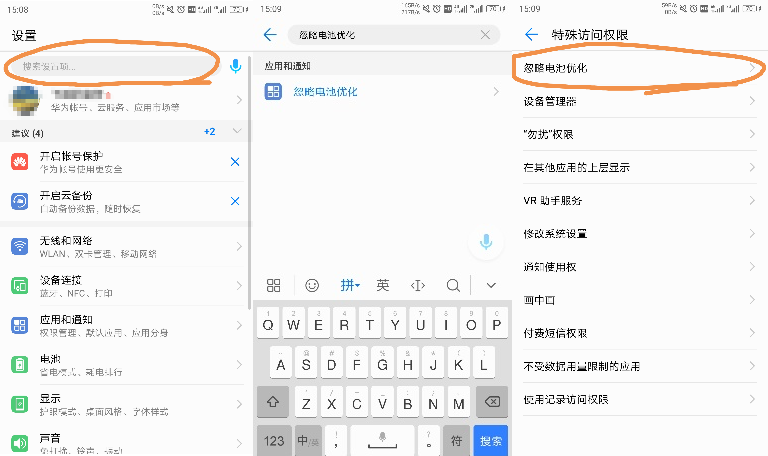 15:08
设置
搜索设置项...
华为帐号、云服务、应用市场等
建议 (4)
+2
开启帐号保护
华为账号使用更安全
开启云备份
自动备份数据，随时恢复
无线和网络
WLAN、双卡管理、移动网络
设备连接
蓝牙、NFC、打印
应用和通知
权限管理、默认应用、应用分身
电池
省电模式、耗电排行
显示
护眼模式、桌面风格、字体样式
声音
免打扰、铃声、振动
15:09
忽略电池优化
应用和通知
忽略电池优化
拼 英
Q W E R T Y U I O P
A S D F G H J K L
Z X C V B N M
123 中/英 ， 。 符 搜索
15:09
特殊访问权限
忽略电池优化
设备管理器
“勿扰”权限
在其他应用的上层显示
VR 助手服务
修改系统设置
通知使用权
画中画
付费短信权限
不受数据用量限制的应用
使用记录访问权限